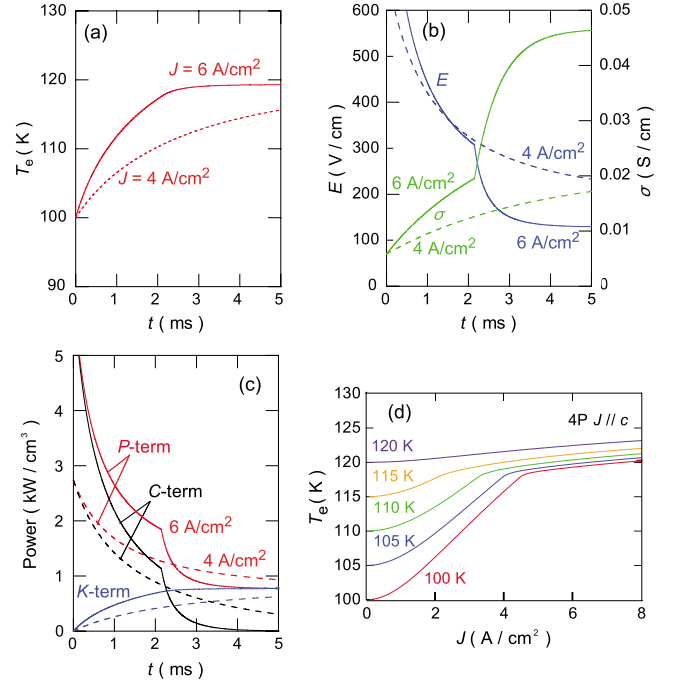 (a)
130
120
110
100
90
T_e ( K )
J = 6 A/cm²
J = 4 A/cm²
0 1 2 3 4 5
t ( ms )
(b)
600
500
400
300
200
100
0
E ( V / cm )
E
4 A/cm²
6 A/cm²
σ
4 A/cm²
6 A/cm²
0.05
0.04
0.03
0.02
0.01
0
σ ( S / cm )
0 1 2 3 4 5
t ( ms )
(c)
5
4
3
2
1
0
Power ( kW / cm³ )
P-term
C-term
6 A/cm²
4 A/cm²
K-term
0 1 2 3 4 5
t ( ms )
(d)
4P J // c
130
125
120
115
110
105
100
T_e ( K )
120 K
115 K
110 K
105 K
100 K
0 2 4 6 8
J ( A / cm² )